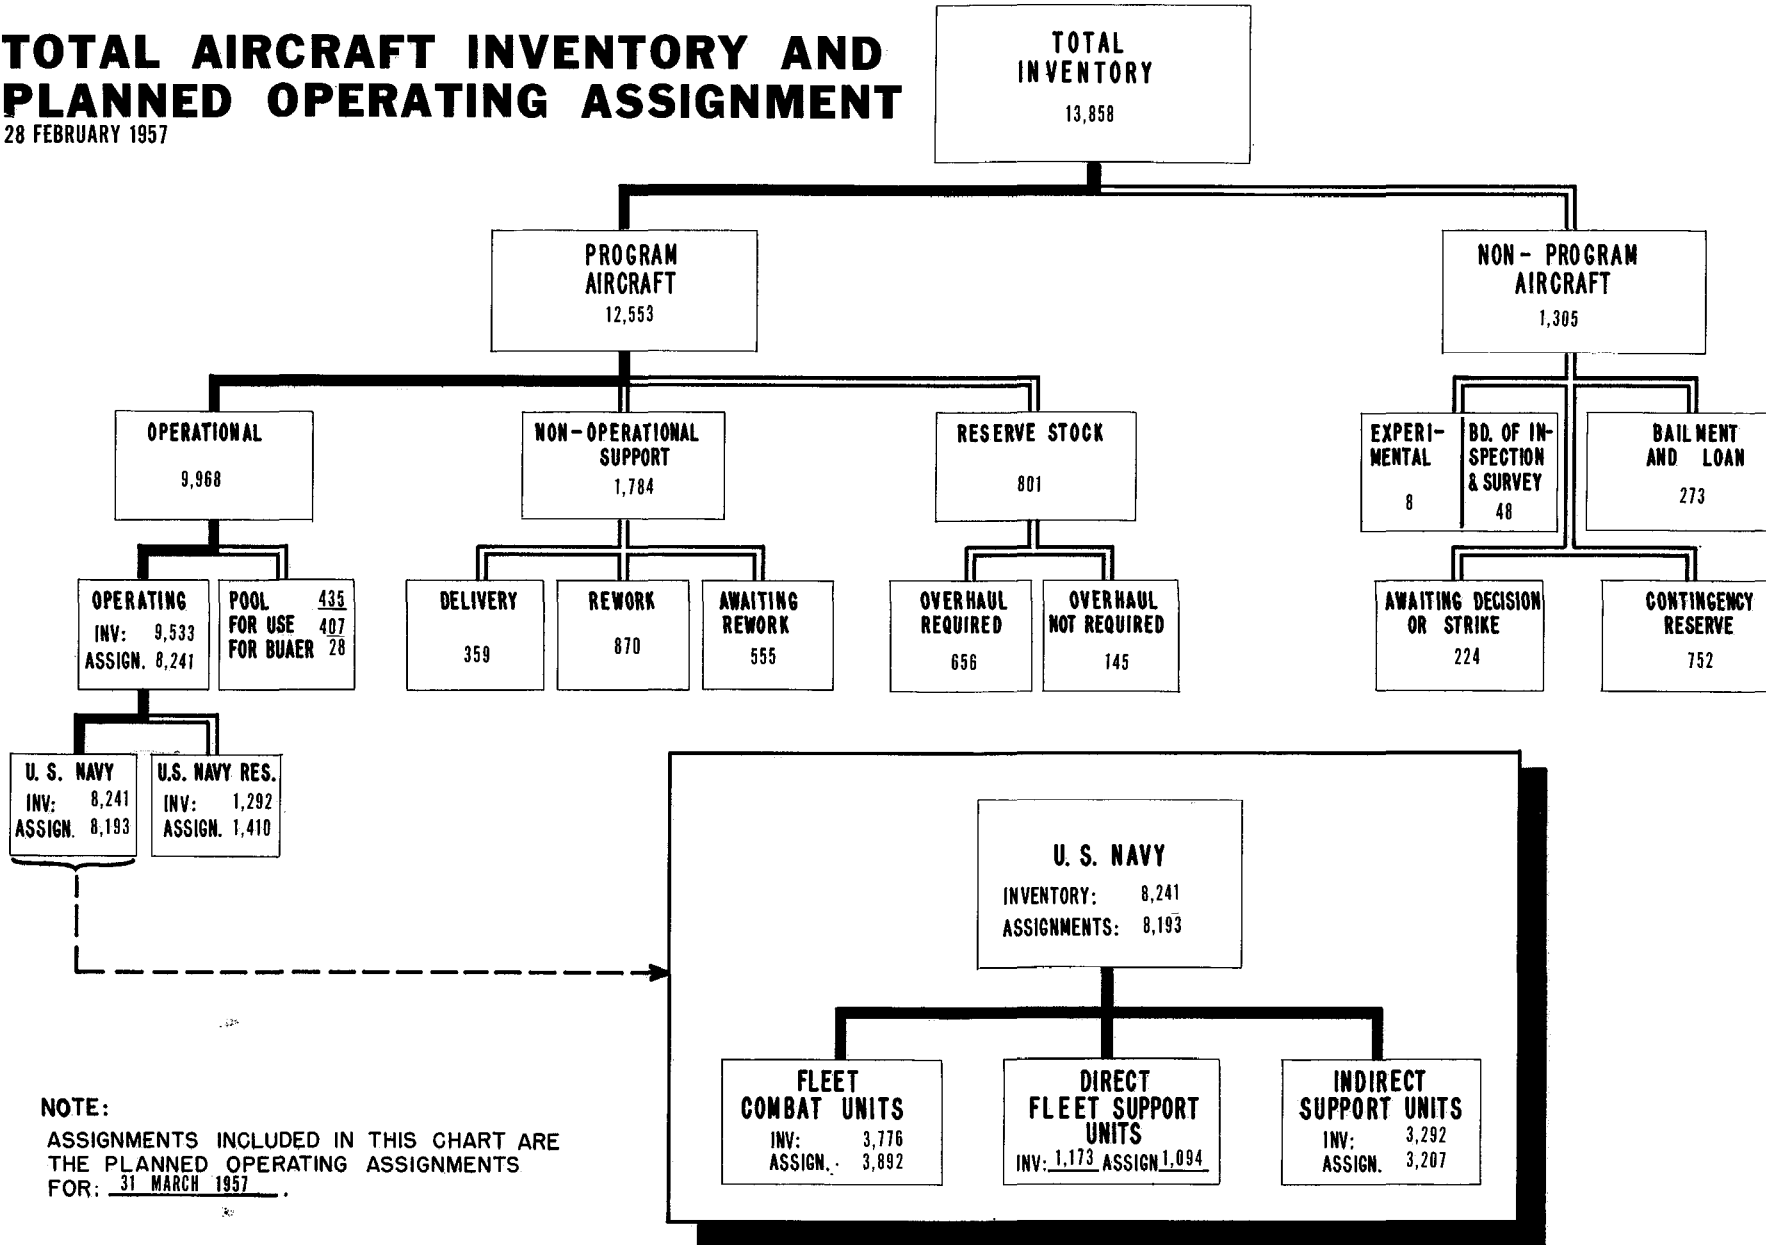 TOTAL AIRCRAFT INVENTORY AND
PLANNED OPERATING ASSIGNMENT
28 FEBRUARY 1957
TOTAL
INVENTORY
13,858
PROGRAM
AIRCRAFT
12,553
NON- PROGRAM
AIRCRAFT
1,305
OPERATIONAL
9,968
NON-OPERATIONAL
SUPPORT
1,784
RESERVE STOCK
801
EXPERI-
MENTAL
8
BD. OF IN-
SPECTION
& SURVEY
48
BAILMENT
AND LOAN
273
OPERATING
INV: 9,533
ASSIGN. 8,241
POOL 435
FOR USE 407
FOR BUAER 28
DELIVERY
359
REWORK
870
AWAITING
REWORK
555
OVERHAUL
REQUIRED
656
OVERHAUL
NOT REQUIRED
145
AWAITING DECISION
OR STRIKE
224
CONTINGENCY
RESERVE
752
U. S. NAVY
INV: 8,241
ASSIGN. 8,193
U.S. NAVY RES.
INV: 1,292
ASSIGN. 1,410
U. S. NAVY
INVENTORY: 8,241
ASSIGNMENTS: 8,193
FLEET
COMBAT UNITS
INV: 3,776
ASSIGN. 3,892
DIRECT
FLEET SUPPORT
UNITS
INV: 1,173 ASSIGN 1,094
INDIRECT
SUPPORT UNITS
INV: 3,292
ASSIGN. 3,207
NOTE:
ASSIGNMENTS INCLUDED IN THIS CHART ARE
THE PLANNED OPERATING ASSIGNMENTS
FOR: 31 MARCH 1957.